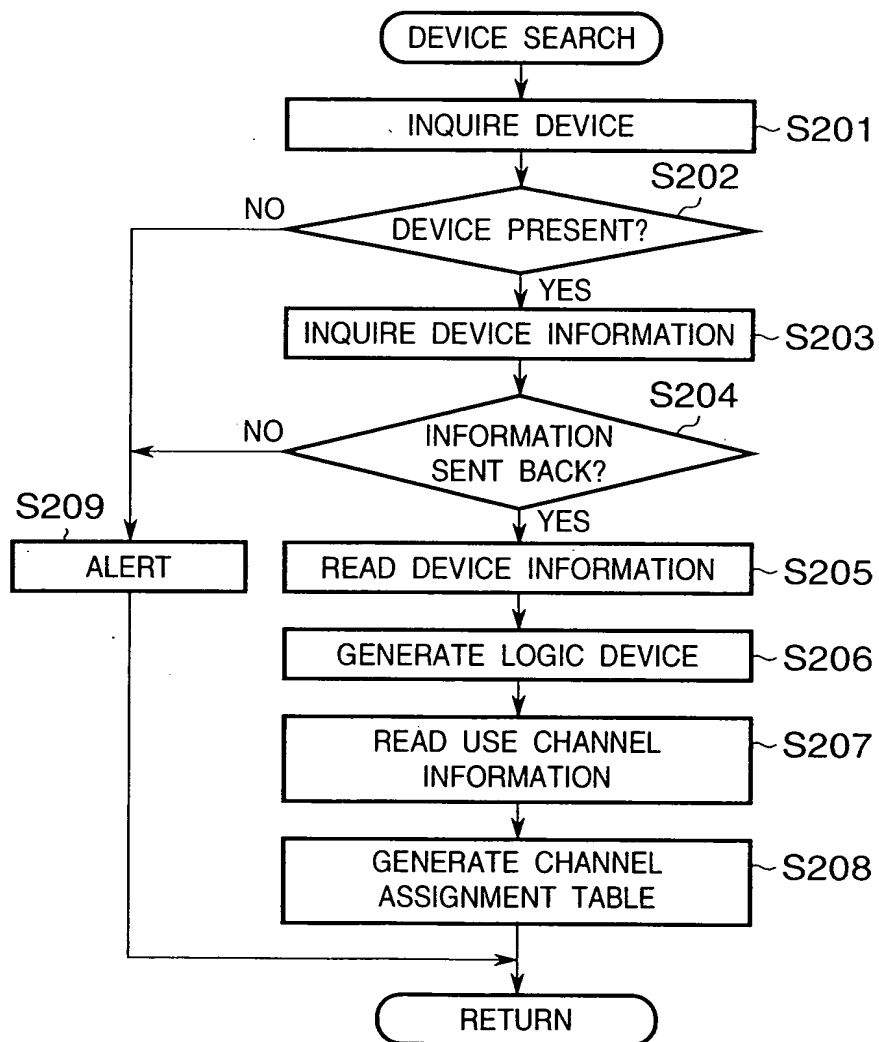 DEVICE SEARCH
INQUIRE DEVICE
S201
S202
NO
DEVICE PRESENT?
YES
INQUIRE DEVICE INFORMATION
S203
S204
NO
INFORMATION
SENT BACK?
YES
S209
ALERT
READ DEVICE INFORMATION
S205
GENERATE LOGIC DEVICE
S206
READ USE CHANNEL
INFORMATION
S207
GENERATE CHANNEL
ASSIGNMENT TABLE
S208
RETURN